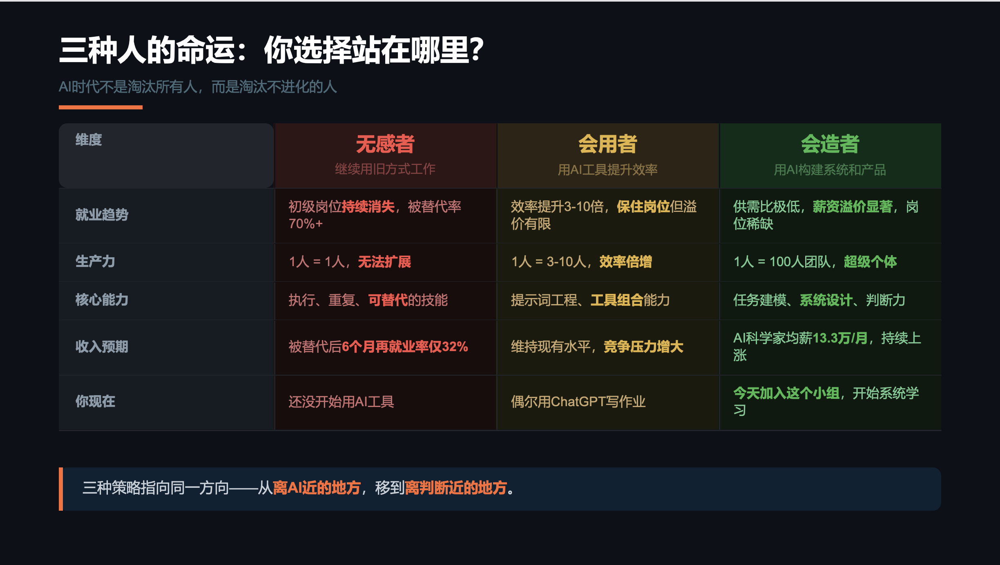 三种人的命运：你选择站在哪里？
AI时代不是淘汰所有人，而是淘汰不进化的人
维度
无感者
继续用旧方式工作
会用者
用AI工具提升效率
会造者
用AI构建系统和产品
就业趋势
初级岗位持续消失，被替代率
70%+
效率提升3-10倍，保住岗位但溢
价有限
供需比极低，薪资溢价显著，岗
位稀缺
生产力
1人 = 1人，无法扩展
1人 = 3-10人，效率倍增
1人 = 100人团队，超级个体
核心能力
执行、重复、可替代的技能
提示词工程、工具组合能力
任务建模、系统设计、判断力
收入预期
被替代后6个月再就业率仅32%
维持现有水平，竞争压力增大
AI科学家均薪13.3万/月，持续上
涨
你现在
还没开始用AI工具
偶尔用ChatGPT写作业
今天加入这个小组，开始系统学
习
三种策略指向同一方向——从离AI近的地方，移到离判断近的地方。